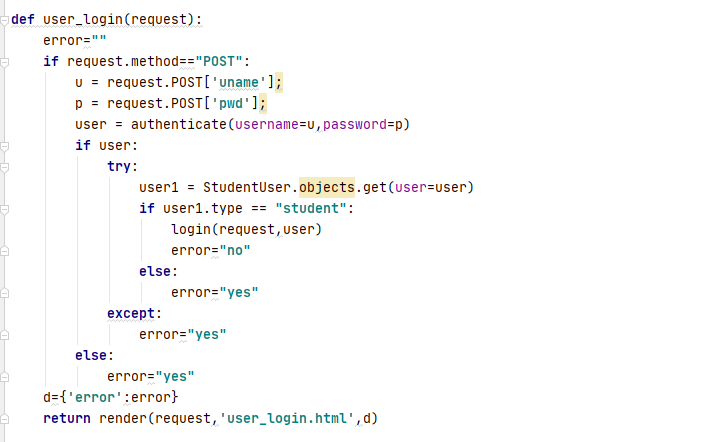 def user_login(request):
    error=""
    if request.method=="POST":
        u = request.POST['uname'];
        p = request.POST['pwd'];
        user = authenticate(username=u,password=p)
        if user:
            try:
                user1 = StudentUser.objects.get(user=user)
                if user1.type == "student":
                    login(request,user)
                    error="no"
                else:
                    error="yes"
            except:
                error="yes"
        else:
            error="yes"
    d={'error':error}
    return render(request,'user_login.html',d)